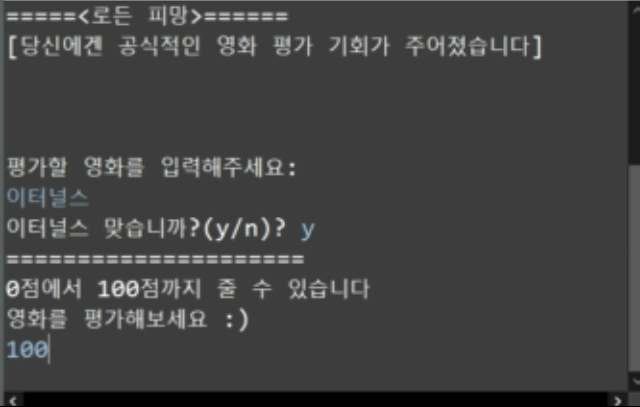 =====<로튼 피망>======
[당신에겐 공식적인 영화 평가 기회가 주어졌습니다]
평가할 영화를 입력해주세요:
이터널스
이터널스 맞습니까?(y/n)? y
=====================
0점에서 100점까지 줄 수 있습니다
영화를 평가해보세요 :)
100